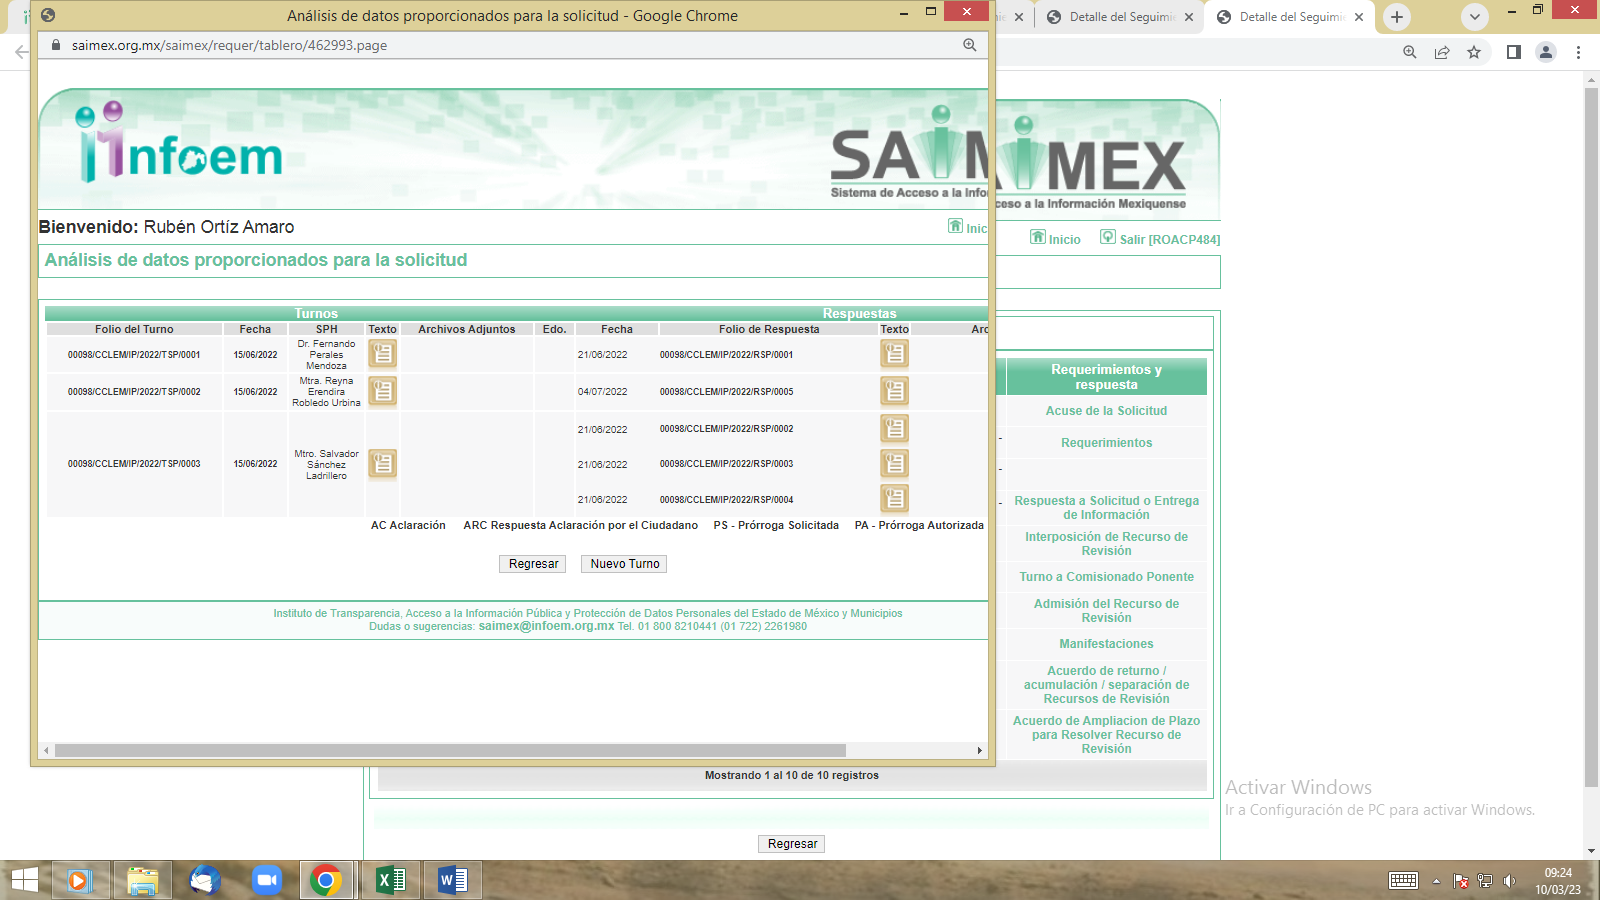 Análisis de datos proporcionados para la solicitud - Google Chrome
Detalle del Seguimi
Detalle del Seguimi
saimex.org.mx/saimex/requer/tablero/462993.page
infoem
SAIM
Sistema de Acceso a la Info
AIMEX
ceso a la Información Mexiquense
Bienvenido: Rubén Ortíz Amaro
Inic
Inicio
Salir [ROACP484]
Análisis de datos proporcionados para la solicitud
Turnos
Respuestas
Folio del Turno Fecha SPH Texto Archivos Adjuntos Edo. Fecha Folio de Respuesta Texto Arc
00098/CCLEM/IP/2022/TSP/0001 15/06/2022 Dr. Fernando Perales Mendoza 21/06/2022 00098/CCLEM/IP/2022/RSP/0001
00098/CCLEM/IP/2022/TSP/0002 15/06/2022 Mtra. Reyna Erendira Robledo Urbina 04/07/2022 00098/CCLEM/IP/2022/RSP/0005
21/06/2022 00098/CCLEM/IP/2022/RSP/0002
00098/CCLEM/IP/2022/TSP/0003 15/06/2022 Mtro. Salvador Sánchez Ladrillero 21/06/2022 00098/CCLEM/IP/2022/RSP/0003
21/06/2022 00098/CCLEM/IP/2022/RSP/0004
AC Aclaración ARC Respuesta Aclaración por el Ciudadano PS - Prórroga Solicitada PA - Prórroga Autorizada
Regresar
Nuevo Turno
Instituto de Transparencia, Acceso a la Información Pública y Protección de Datos Personales del Estado de México y Municipios
Dudas o sugerencias: saimex@infoem.org.mx Tel. 01 800 8210441 (01 722) 2261980
Requerimientos y
respuesta
Acuse de la Solicitud
Requerimientos
Respuesta a Solicitud o Entrega
de Información
Interposición de Recurso de
Revisión
Turno a Comisionado Ponente
Admisión del Recurso de
Revisión
Manifestaciones
Acuerdo de returno /
acumulación / separación de
Recursos de Revisión
Acuerdo de Ampliacion de Plazo
para Resolver Recurso de
Revisión
Mostrando 1 al 10 de 10 registros
Regresar
Activar Windows
Ir a Configuración de PC para activar Windows.
09:24
10/03/23